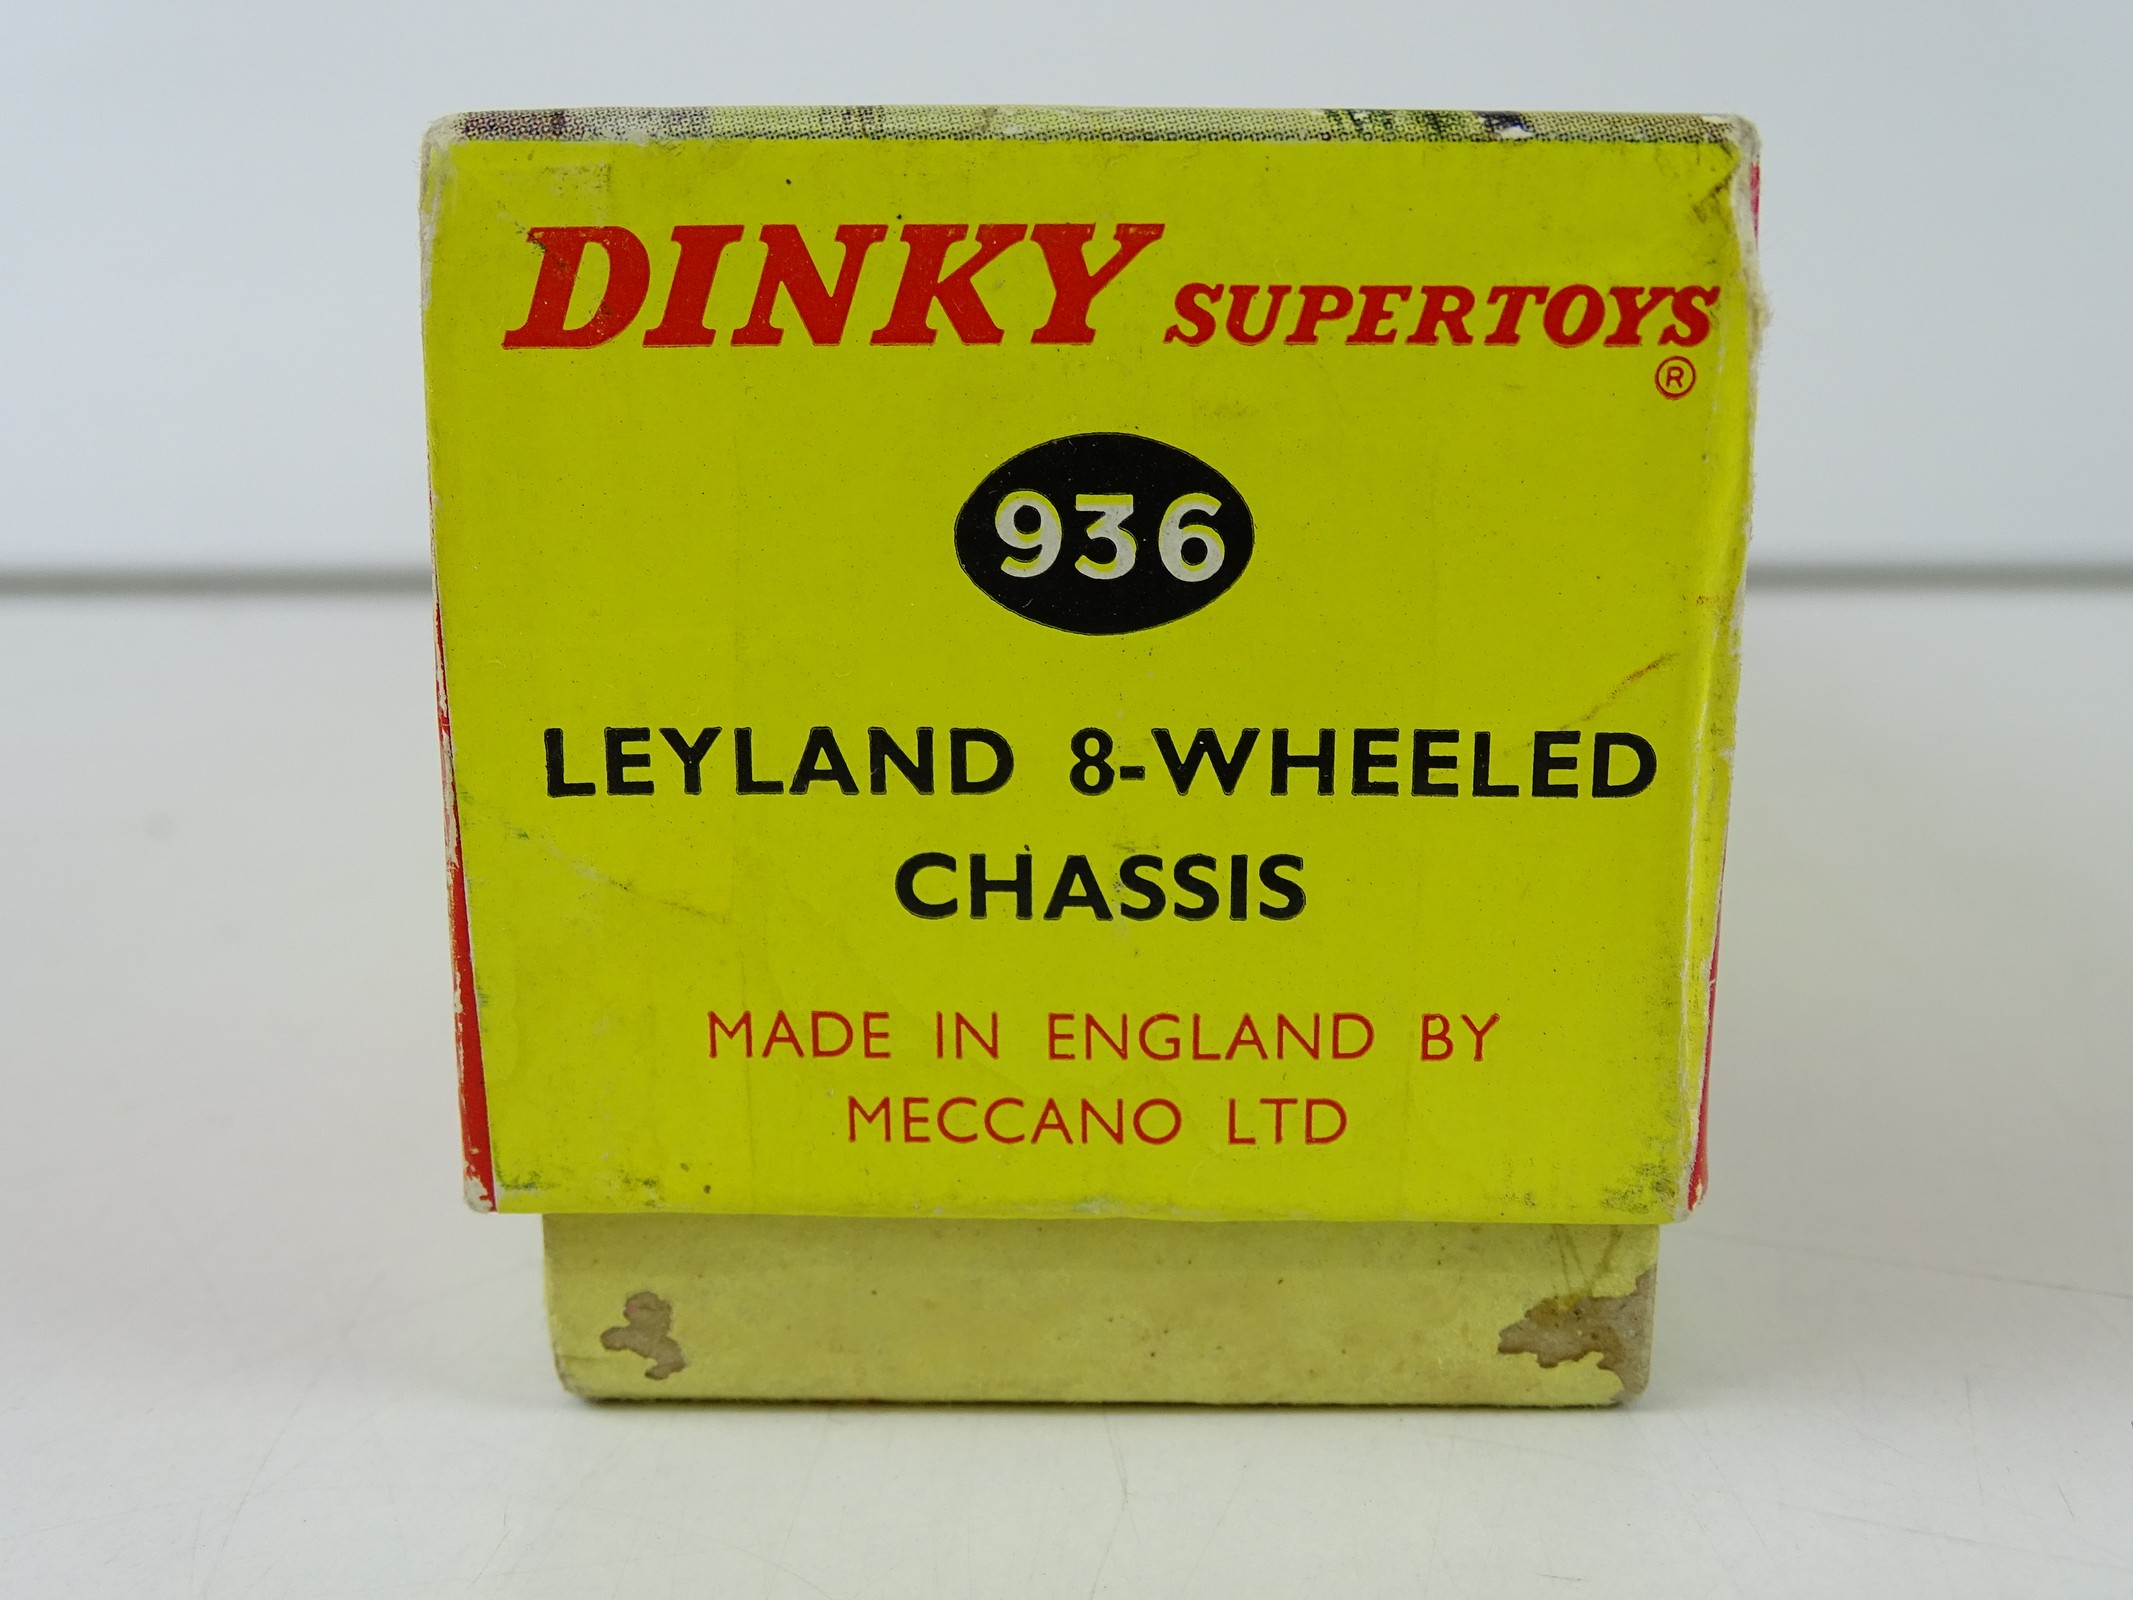 DINKY SUPERTOYS
®
936
LEYLAND 8-WHEELED
CHASSIS
MADE IN ENGLAND BY
MECCANO LTD